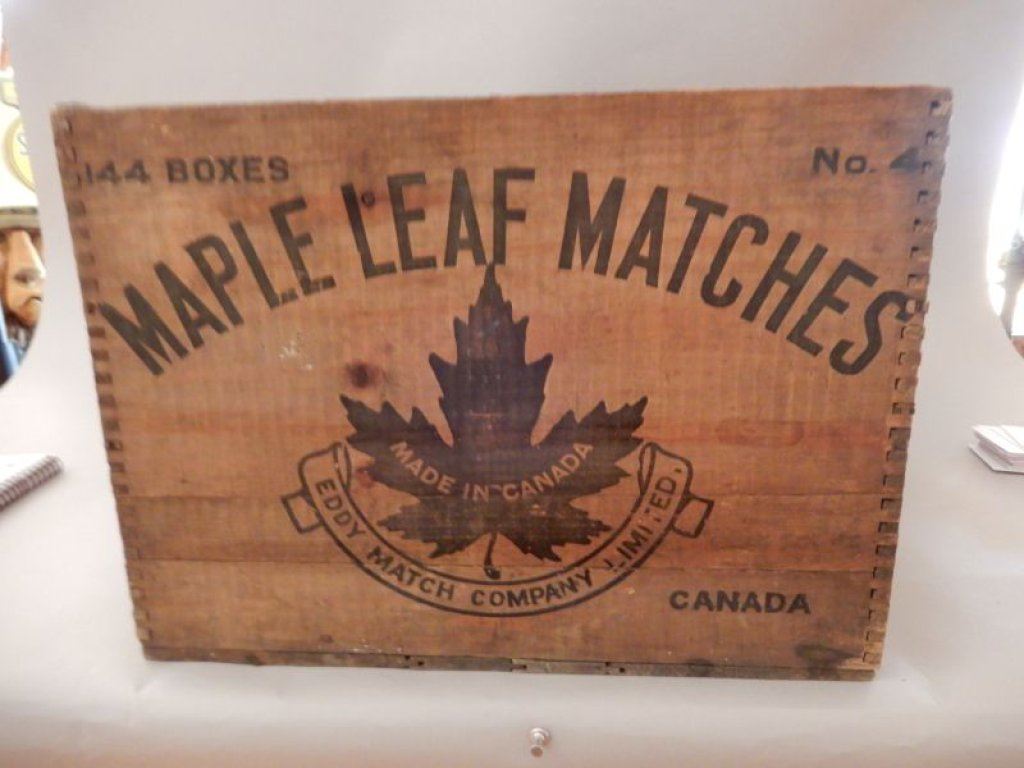 144 BOXES
No. 4
MAPLE LEAF MATCHES
MADE IN CANADA
EDDY MATCH COMPANY LIMITED,
CANADA